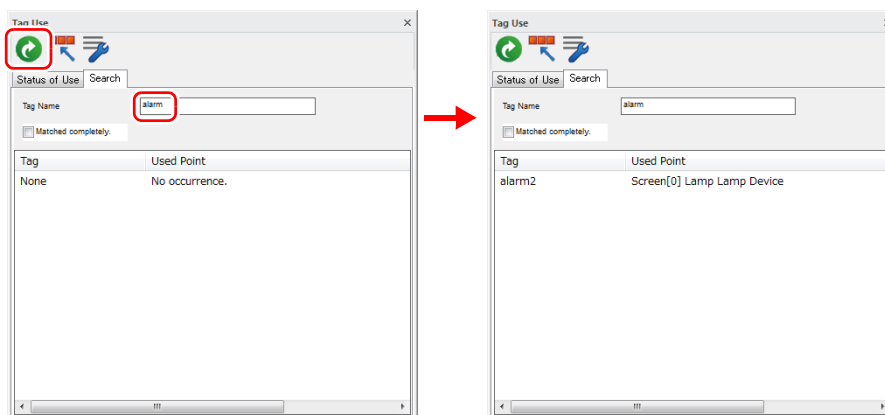 Tag Use
Status of Use Search
Tag Name alarm
Matched completely.
Tag Used Point
None No occurrence.
Tag Use
Status of Use Search
Tag Name alarm
Matched completely.
Tag Used Point
alarm2 Screen[0] Lamp Lamp Device